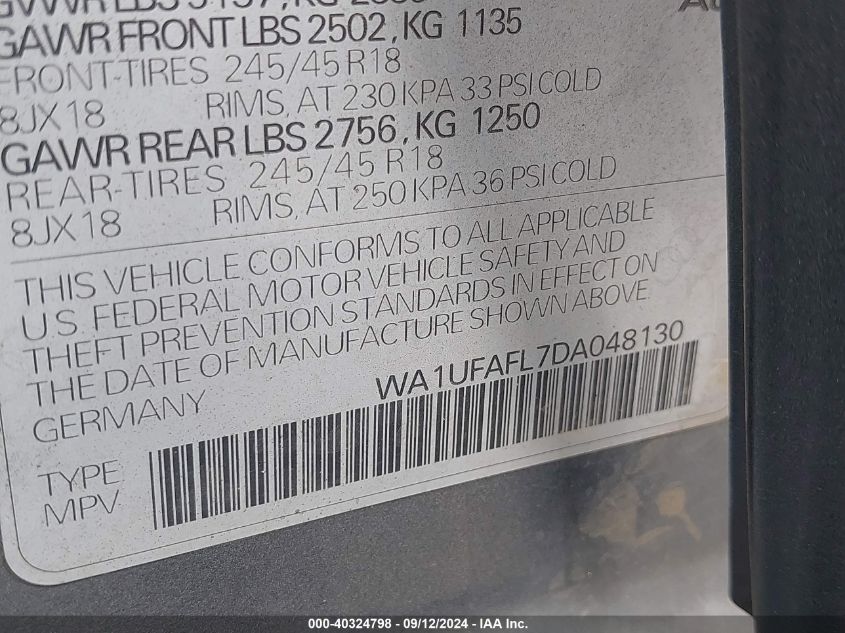 GAWR FRONT LBS 2502, KG 1135
FRONT-TIRES 245/45 R18
8JX18 RIMS, AT 230 KPA 33 PSI COLD
GAWR REAR LBS 2756, KG 1250
REAR-TIRES 245/45 R18
8JX18 RIMS, AT 250 KPA 36 PSI COLD
THIS VEHICLE CONFORMS TO ALL APPLICABLE
U.S. FEDERAL MOTOR VEHICLE SAFETY AND
THEFT PREVENTION STANDARDS IN EFFECT ON
THE DATE OF MANUFACTURE SHOWN ABOVE.
GERMANY WA1UFAFL7DA048130
TYPE
MPV
000-40324798 - 09/12/2024 - IAA Inc.